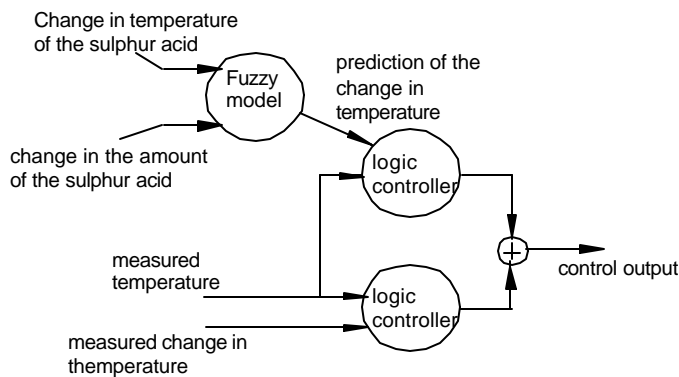 Change in temperature
of the sulphur acid
Fuzzy
model
prediction of the
change in
temperature
change in the amount
of the sulphur acid
logic
controller
measured
temperature
+
control output
logic
controller
measured change in
themperature